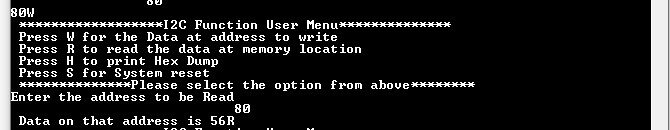 80
80W
******************I2C Function User Menu**************
Press W for the Data at address to write
Press R to read the data at memory location
Press H to print Hex Dump
Press S for System reset
**************Please select the option from above********
Enter the address to be Read
80
Data on that address is 56R